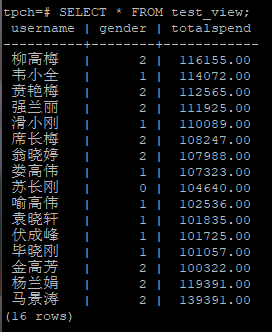 tpch=# SELECT * FROM test_view;
username | gender | totalspend
----------+--------+------------
柳高梅 | 2 | 116155.00
韦小全 | 1 | 114072.00
贲艳梅 | 2 | 112565.00
强兰丽 | 2 | 111925.00
滑小刚 | 1 | 110089.00
席长梅 | 2 | 108247.00
翁晓婷 | 2 | 107988.00
娄高伟 | 1 | 107323.00
苏长刚 | 0 | 104640.00
喻高伟 | 1 | 102536.00
袁晓轩 | 1 | 101835.00
伏成峰 | 1 | 101725.00
毕晓刚 | 1 | 101057.00
金高芳 | 2 | 100322.00
杨兰娟 | 2 | 119391.00
马景涛 | 2 | 139391.00
(16 rows)